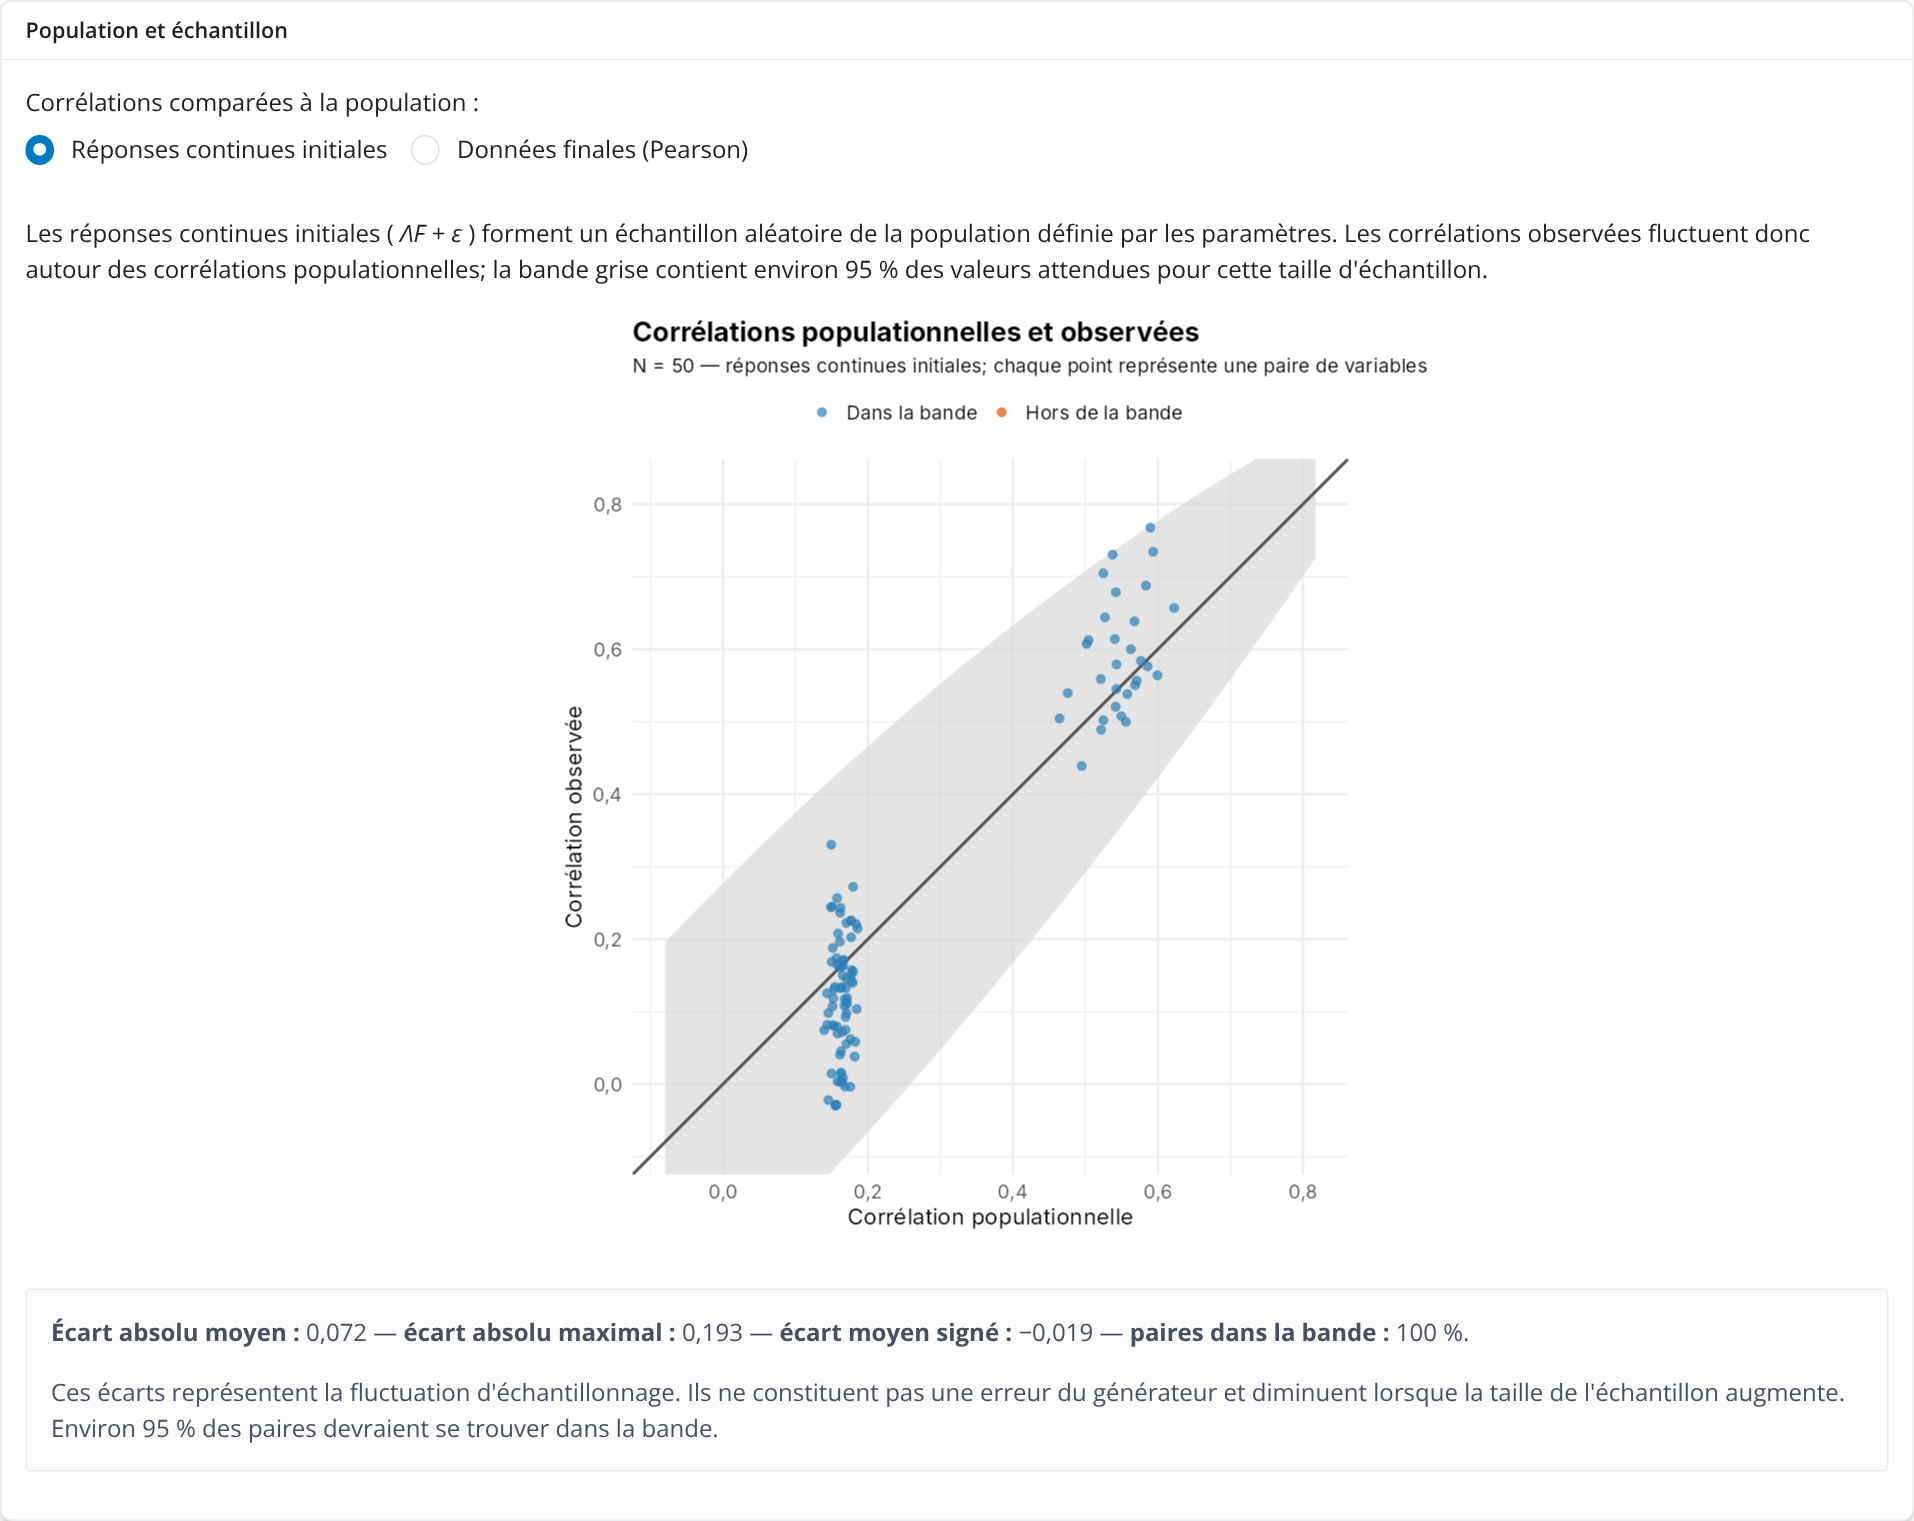 Population et échantillon
Corrélations comparées à la population :
Réponses continues initiales
Données finales (Pearson)
Les réponses continues initiales ( ΛF + ε ) forment un échantillon aléatoire de la population définie par les paramètres. Les corrélations observées fluctuent donc
autour des corrélations populationnelles; la bande grise contient environ 95 % des valeurs attendues pour cette taille d'échantillon.
Corrélations populationnelles et observées
N = 50 — réponses continues initiales; chaque point représente une paire de variables
Dans la bande
Hors de la bande
Corrélation observée
0,8
0,6
0,4
0,2
0,0
0,0
0,2
0,4
0,6
0,8
Corrélation populationnelle
Écart absolu moyen : 0,072 — écart absolu maximal : 0,193 — écart moyen signé : −0,019 — paires dans la bande : 100 %.
Ces écarts représentent la fluctuation d'échantillonnage. Ils ne constituent pas une erreur du générateur et diminuent lorsque la taille de l'échantillon augmente.
Environ 95 % des paires devraient se trouver dans la bande.